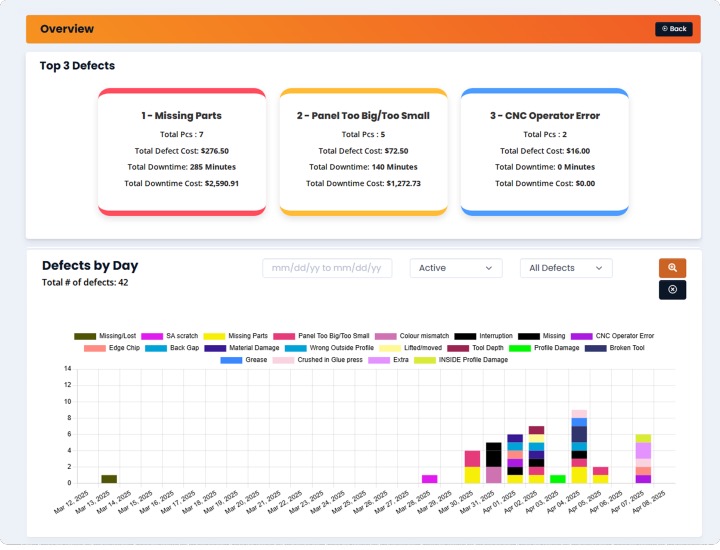 Overview
Back
Top 3 Defects
1 - Missing Parts
Total Pcs : 7
Total Defect Cost: $276.50
Total Downtime: 285 Minutes
Total Downtime Cost: $2,590.91
2 - Panel Too Big/Too Small
Total Pcs : 5
Total Defect Cost: $72.50
Total Downtime: 140 Minutes
Total Downtime Cost: $1,272.73
3 - CNC Operator Error
Total Pcs : 2
Total Defect Cost: $16.00
Total Downtime: 0 Minutes
Total Downtime Cost: $0.00
Defects by Day
Total # of defects: 42
mm/dd/yy to mm/dd/yy
Active
All Defects
Missing/Lost SA scratch Missing Parts Panel Too Big/Too Small Colour mismatch Interruption Missing CNC Operator Error
Edge Chip Back Gap Material Damage Wrong Outside Profile Lifted/moved Tool Depth Profile Damage Broken Tool
Grease Crushed in Glue press Extra INSIDE Profile Damage
14
12
10
8
6
4
2
0
Mar 12, 2025
Mar 13, 2025
Mar 14, 2025
Mar 15, 2025
Mar 16, 2025
Mar 17, 2025
Mar 18, 2025
Mar 19, 2025
Mar 20, 2025
Mar 21, 2025
Mar 22, 2025
Mar 23, 2025
Mar 24, 2025
Mar 25, 2025
Mar 26, 2025
Mar 27, 2025
Mar 28, 2025
Mar 29, 2025
Mar 30, 2025
Mar 31, 2025
Apr 01, 2025
Apr 02, 2025
Apr 03, 2025
Apr 04, 2025
Apr 05, 2025
Apr 06, 2025
Apr 07, 2025
Apr 08, 2025